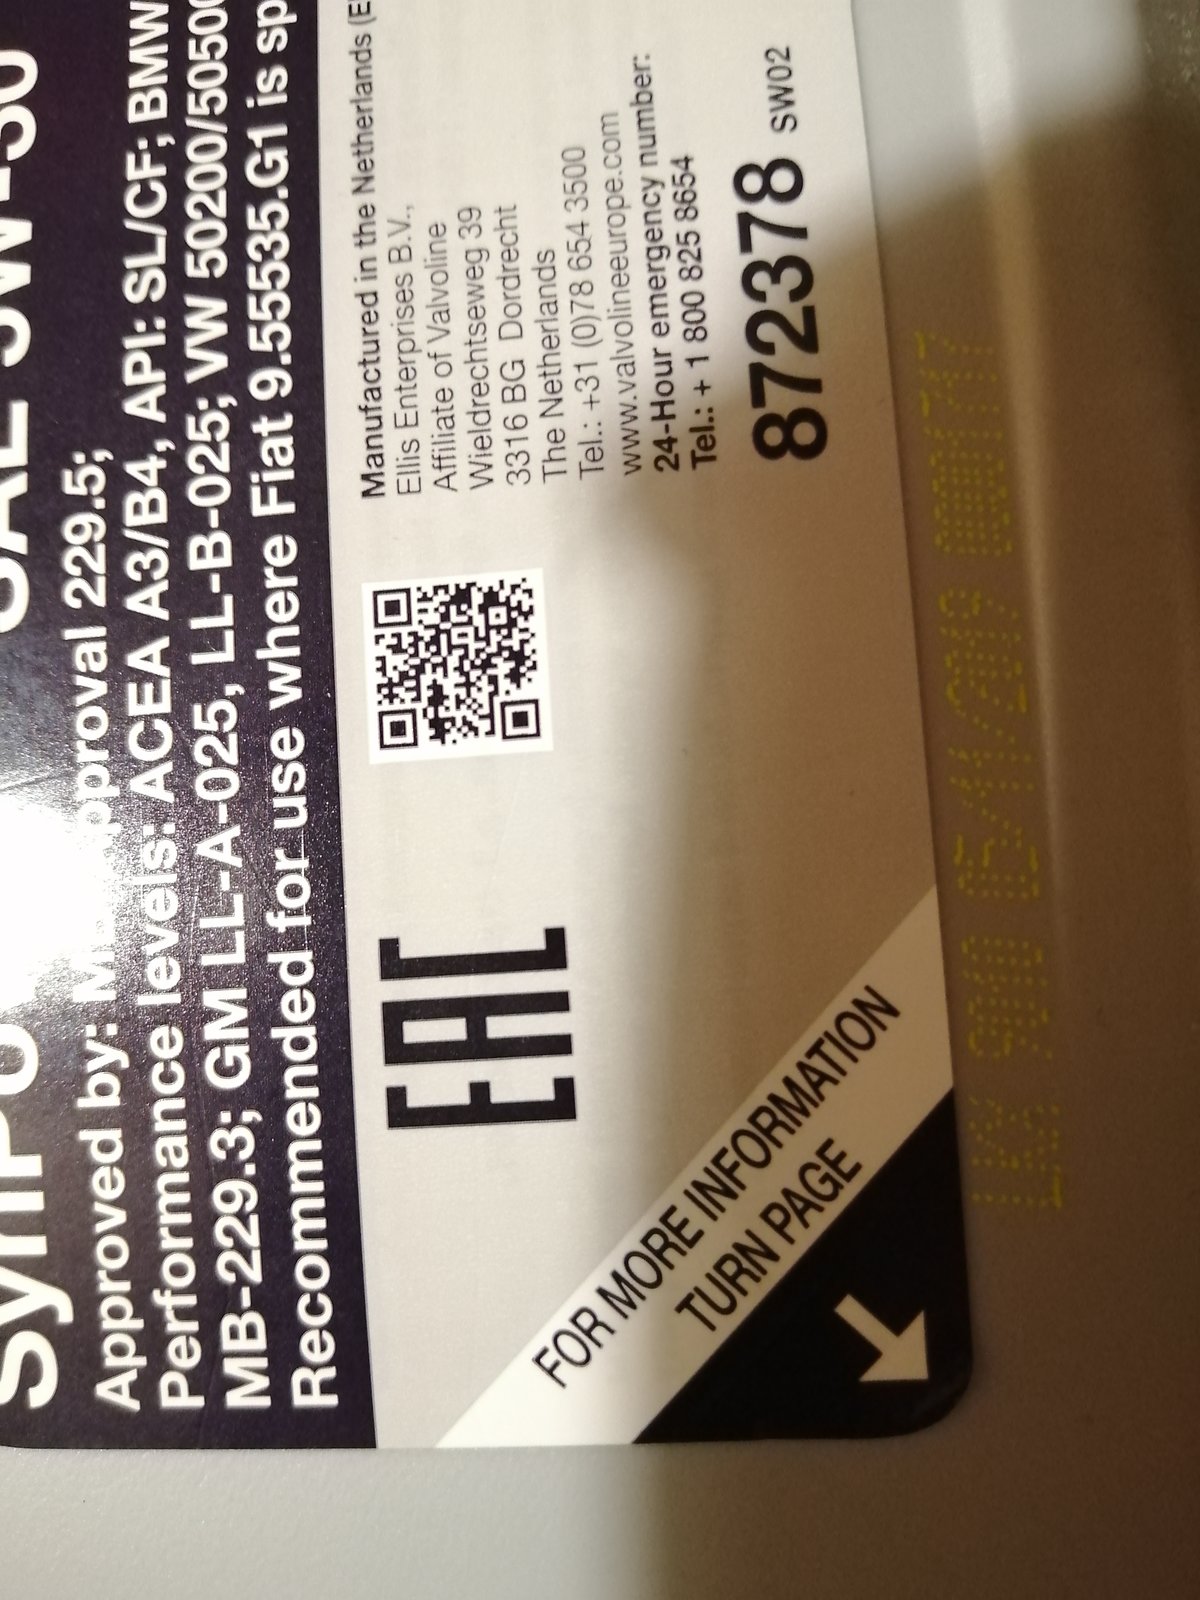 SynPo SAE 5W-30
Approved by: M approval 229.5;
Performance levels: ACEA A3/B4, API: SL/CF; BMW
MB-229.3; GM LL-A-025, LL-B-025; VW 50200/5050
Recommended for use where Fiat 9.55535.G1 is sp
Manufactured in the Netherlands (E
Ellis Enterprises B.V.,
Affiliate of Valvoline
Wieldrechtseweg 39
3316 BG Dordrecht
The Netherlands
Tel.: +31 (0)78 654 3500
www.valvolineeurope.com
24-Hour emergency number:
Tel.: + 1 800 825 8654
872378 SW02
EAC
FOR MORE INFORMATION
TURN PAGE